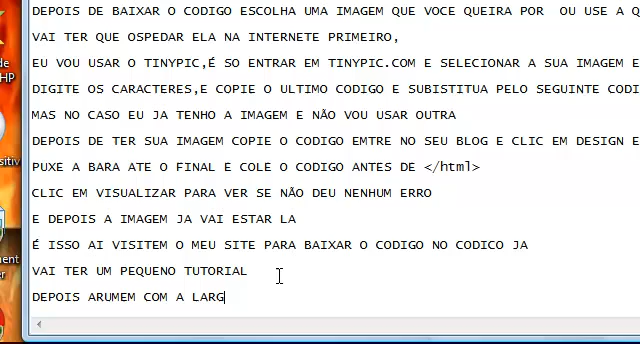 DEPOIS DE BAIXAR O CODIGO ESCOLHA UMA IMAGEM QUE VOCE QUEIRA POR OU USE A Q
VAI TER QUE OSPEDAR ELA NA INTERNETE PRIMEIRO,
EU VOU USAR O TINYPIC,É SO ENTRAR EM TINYPIC.COM E SELECIONAR A SUA IMAGEM E
DIGITE OS CARACTERES,E COPIE O ULTIMO CODIGO E SUBISTITUA PELO SEGUINTE CODI
MAS NO CASO EU JA TENHO A IMAGEM E NÃO VOU USAR OUTRA
DEPOIS DE TER SUA IMAGEM COPIE O CODIGO EMTRE NO SEU BLOG E CLIC EM DESIGN E
PUXE A BARA ATE O FINAL E COLE O CODIGO ANTES DE </html>
CLIC EM VISUALIZAR PARA VER SE NÃO DEU NENHUM ERRO
E DEPOIS A IMAGEM JA VAI ESTAR LA
É ISSO AI VISITEM O MEU SITE PARA BAIXAR O CODIGO NO CODICO JA
VAI TER UM PEQUENO TUTORIAL
DEPOIS ARUMEM COM A LARG
de
HP
sitiv
ent
er